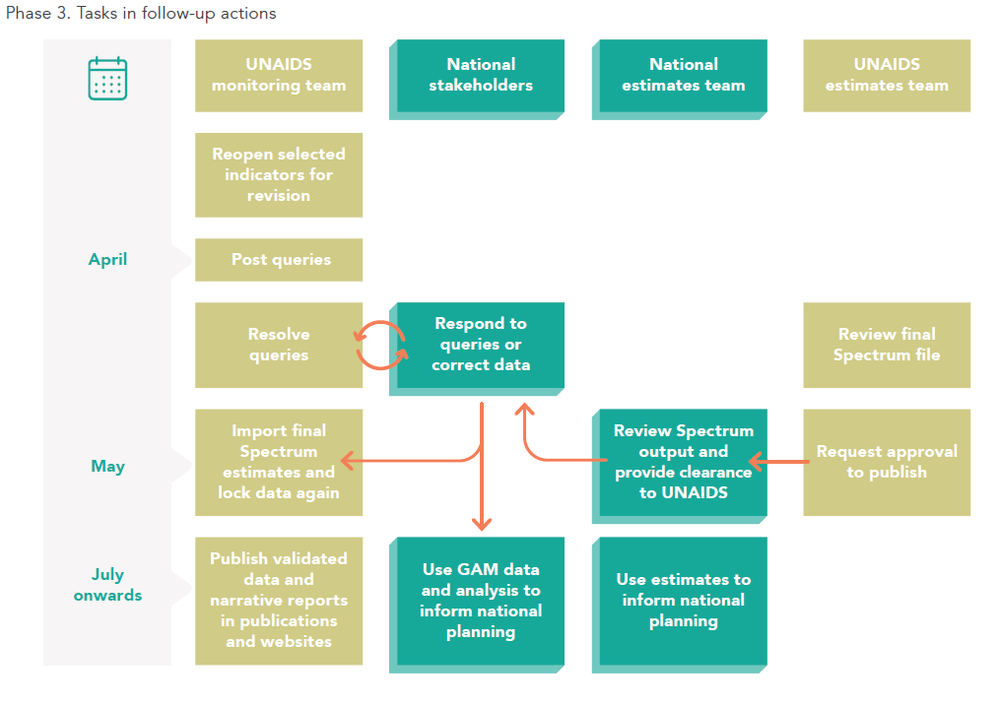 Phase 3. Tasks in follow-up actions
UNAIDS
monitoring team
National
stakeholders
National
estimates team
UNAIDS
estimates team
Reopen selected
indicators for
revision
April
Post queries
Resolve
queries
Respond to
queries or
correct data
Review final
Spectrum file
May
Import final
Spectrum
estimates and
lock data again
Review Spectrum
output and
provide clearance
to UNAIDS
Request approval
to publish
July
onwards
Publish validated
data and
narrative reports
in publications
and websites
Use GAM data
and analysis to
inform national
planning
Use estimates to
inform national
planning